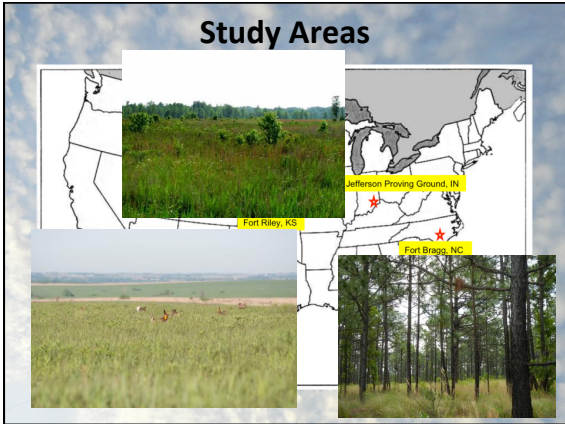 Study Areas
Jefferson Proving Ground, IN
Fort Riley, KS
Fort Bragg, NC